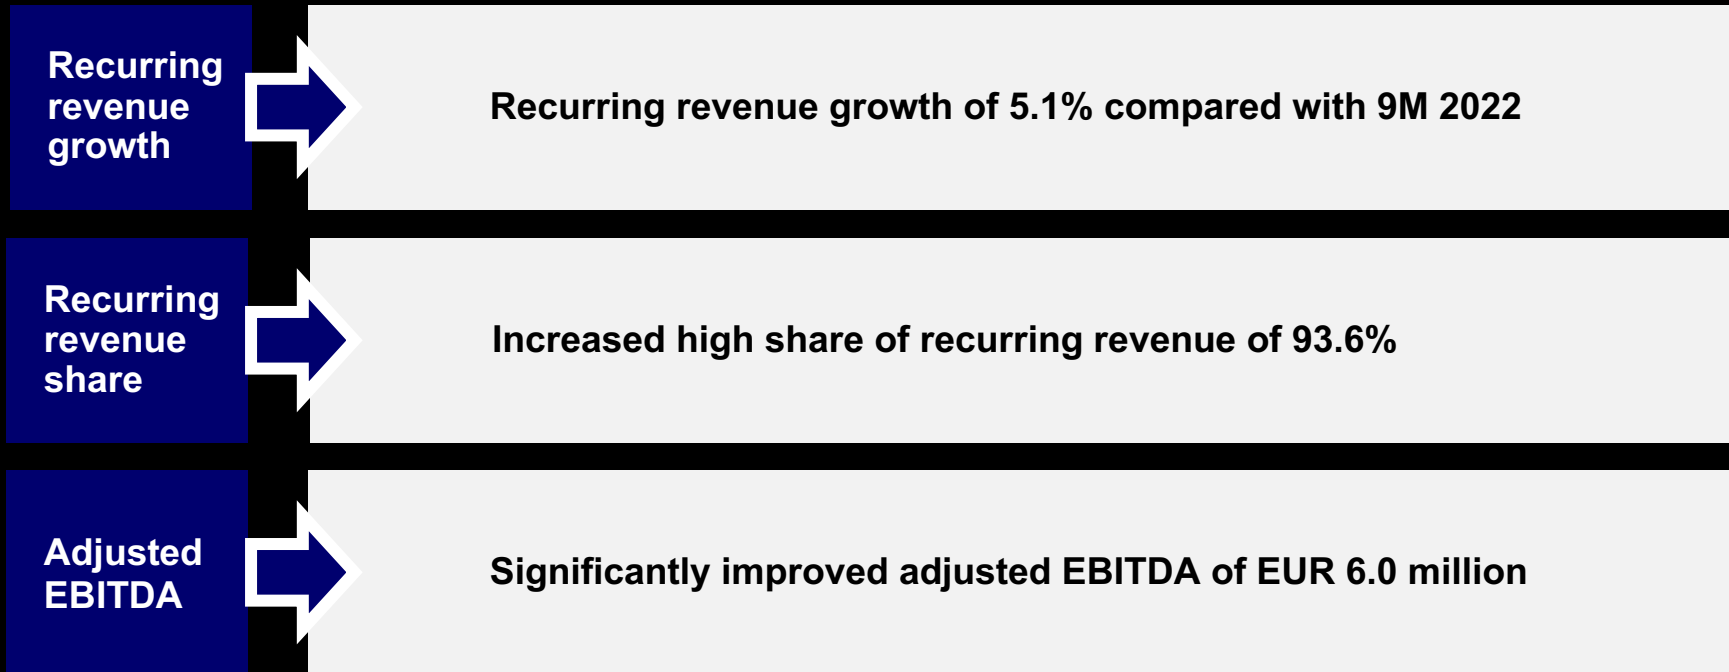 Recurring
revenue
growth
Recurring revenue growth of 5.1% compared with 9M 2022
Recurring
revenue
share
Increased high share of recurring revenue of 93.6%
Adjusted
EBITDA
Significantly improved adjusted EBITDA of EUR 6.0 million